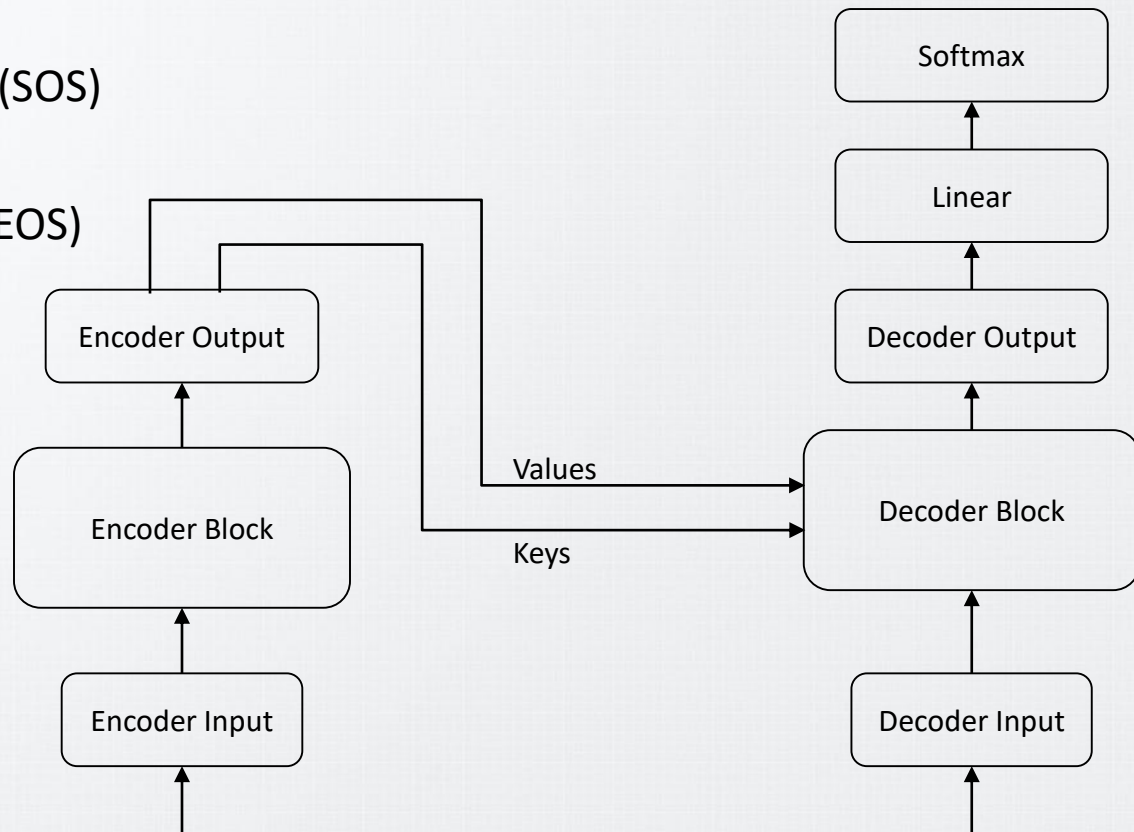 (SOS)
EOS)
Encoder Output
Encoder Block
Encoder Input
Values
Keys
Softmax
Linear
Decoder Output
Decoder Block
Decoder Input